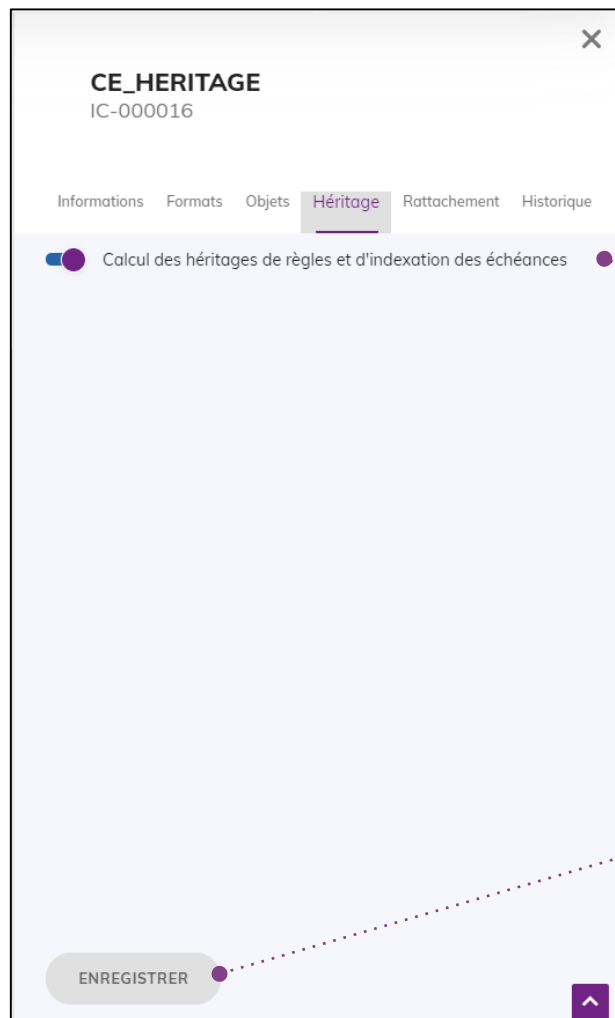 CE_HERITAGE
IC-000016
Informations Formats Objets Héritage Rattachement Historique
Calcul des héritages de règles et d'indexation des échéances
ENREGISTRER